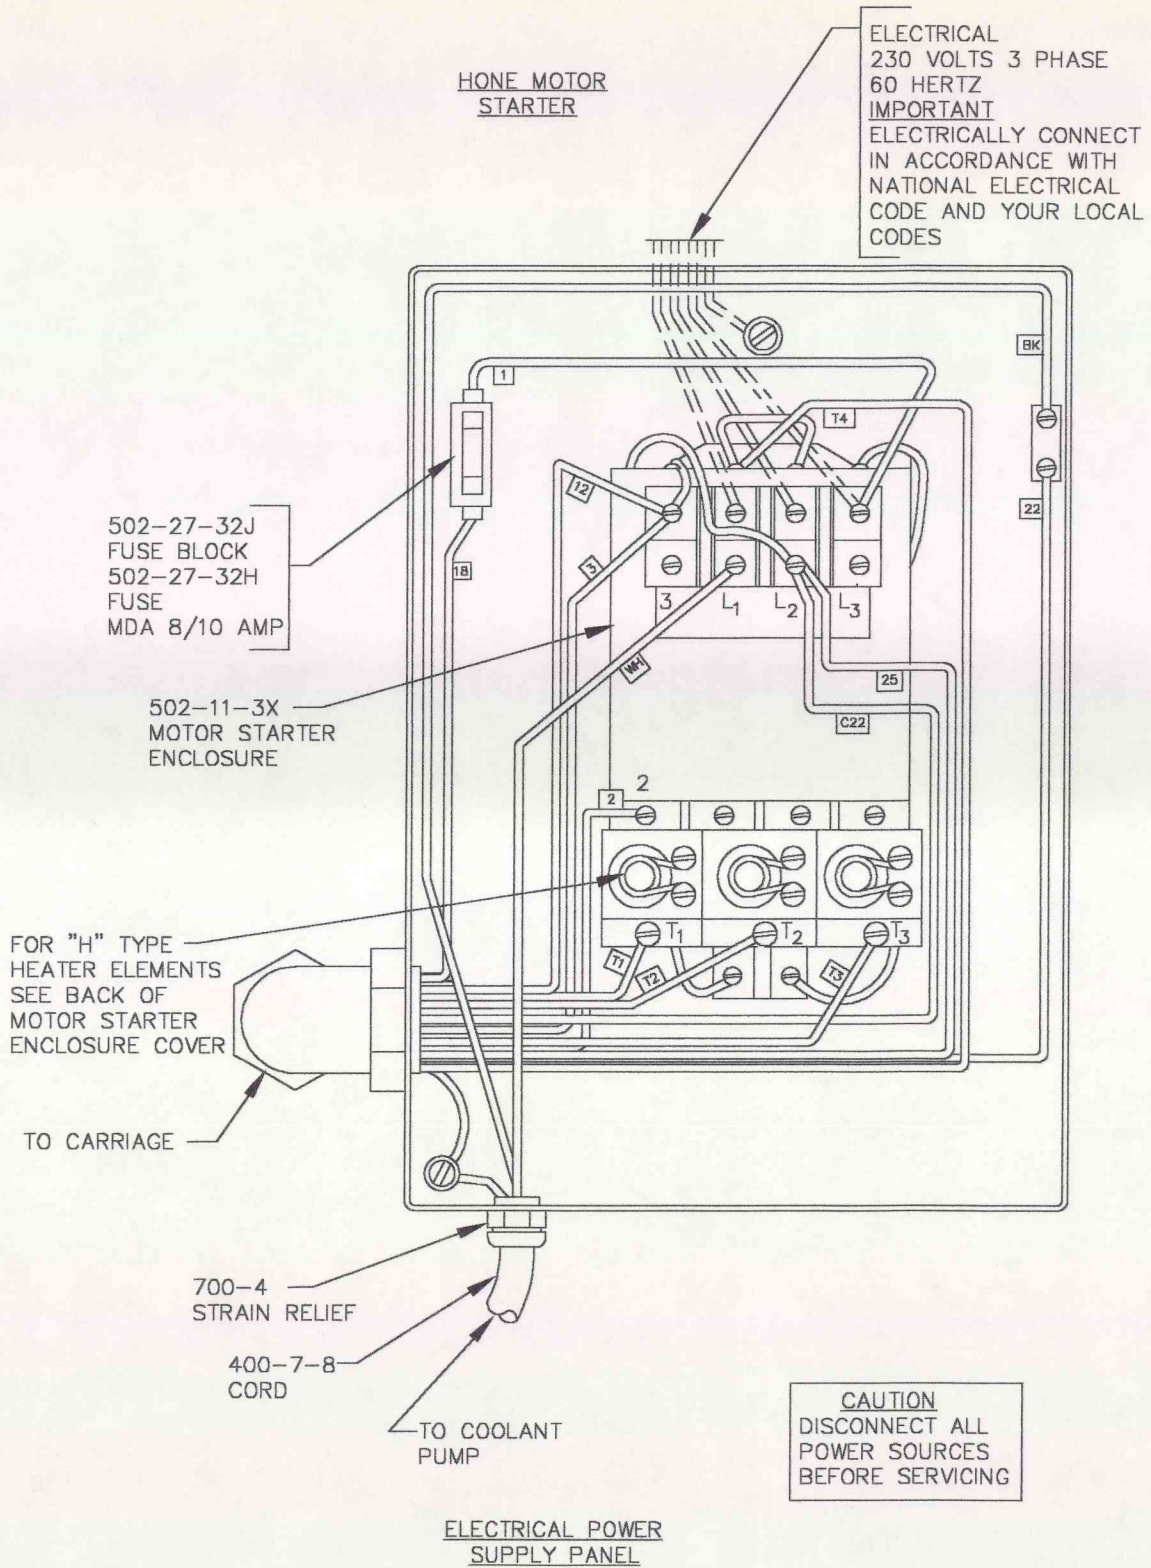 HONE MOTOR
STARTER
ELECTRICAL
230 VOLTS 3 PHASE
60 HERTZ
IMPORTANT
ELECTRICALLY CONNECT
IN ACCORDANCE WITH
NATIONAL ELECTRICAL
CODE AND YOUR LOCAL
CODES
BK
1
T4
12
22
502-27-32J
FUSE BLOCK
502-27-32H
FUSE
MDA 8/10 AMP
18
3
3 L1 L2 L3
WH
25
C22
502-11-3X
MOTOR STARTER
ENCLOSURE
2
2
T1 T2 T3
T1
T2
T3
FOR "H" TYPE
HEATER ELEMENTS
SEE BACK OF
MOTOR STARTER
ENCLOSURE COVER
TO CARRIAGE
700-4
STRAIN RELIEF
400-7-8
CORD
TO COOLANT
PUMP
CAUTION
DISCONNECT ALL
POWER SOURCES
BEFORE SERVICING
ELECTRICAL POWER
SUPPLY PANEL